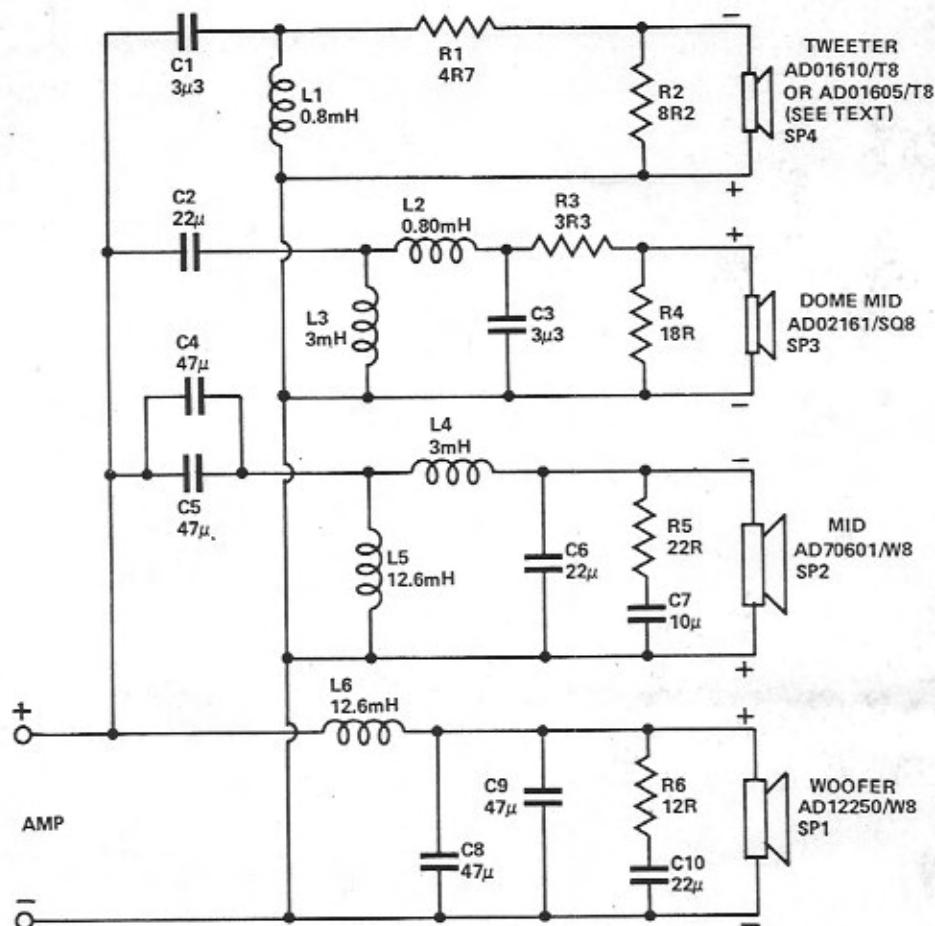 C1
3µ3
L1
0.8mH
R1
4R7
R2
8R2
−
+
TWEETER
AD01610/T8
OR AD01605/T8
(SEE TEXT)
SP4
C2
22µ
L2
0.80mH
R3
3R3
L3
3mH
C3
3µ3
R4
18R
+
−
DOME MID
AD02161/SQ8
SP3
C4
47µ
C5
47µ
L4
3mH
L5
12.6mH
C6
22µ
R5
22R
C7
10µ
−
+
MID
AD70601/W8
SP2
+
L6
12.6mH
AMP
−
C8
47µ
C9
47µ
R6
12R
C10
22µ
+
−
WOOFER
AD12250/W8
SP1